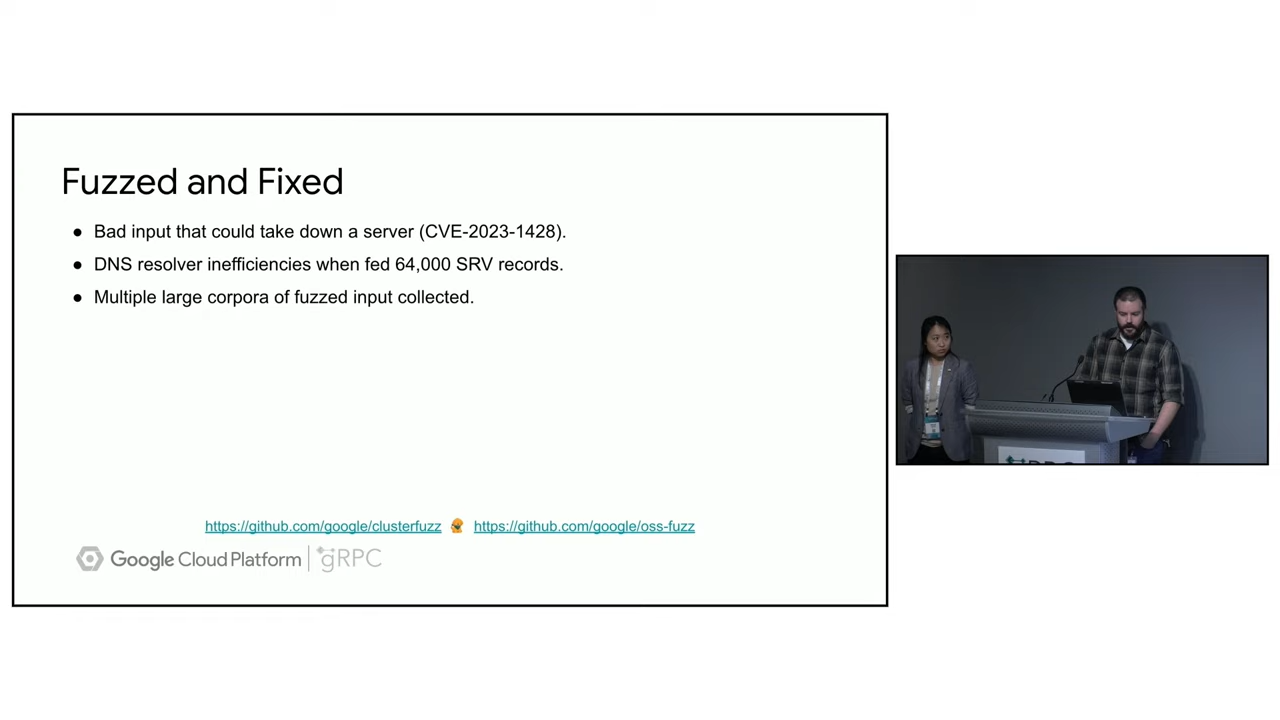 Fuzzed and Fixed
● Bad input that could take down a server (CVE-2023-1428).
● DNS resolver inefficiencies when fed 64,000 SRV records.
● Multiple large corpora of fuzzed input collected.
https://github.com/google/clusterfuzz https://github.com/google/oss-fuzz
Google Cloud Platform | gRPC